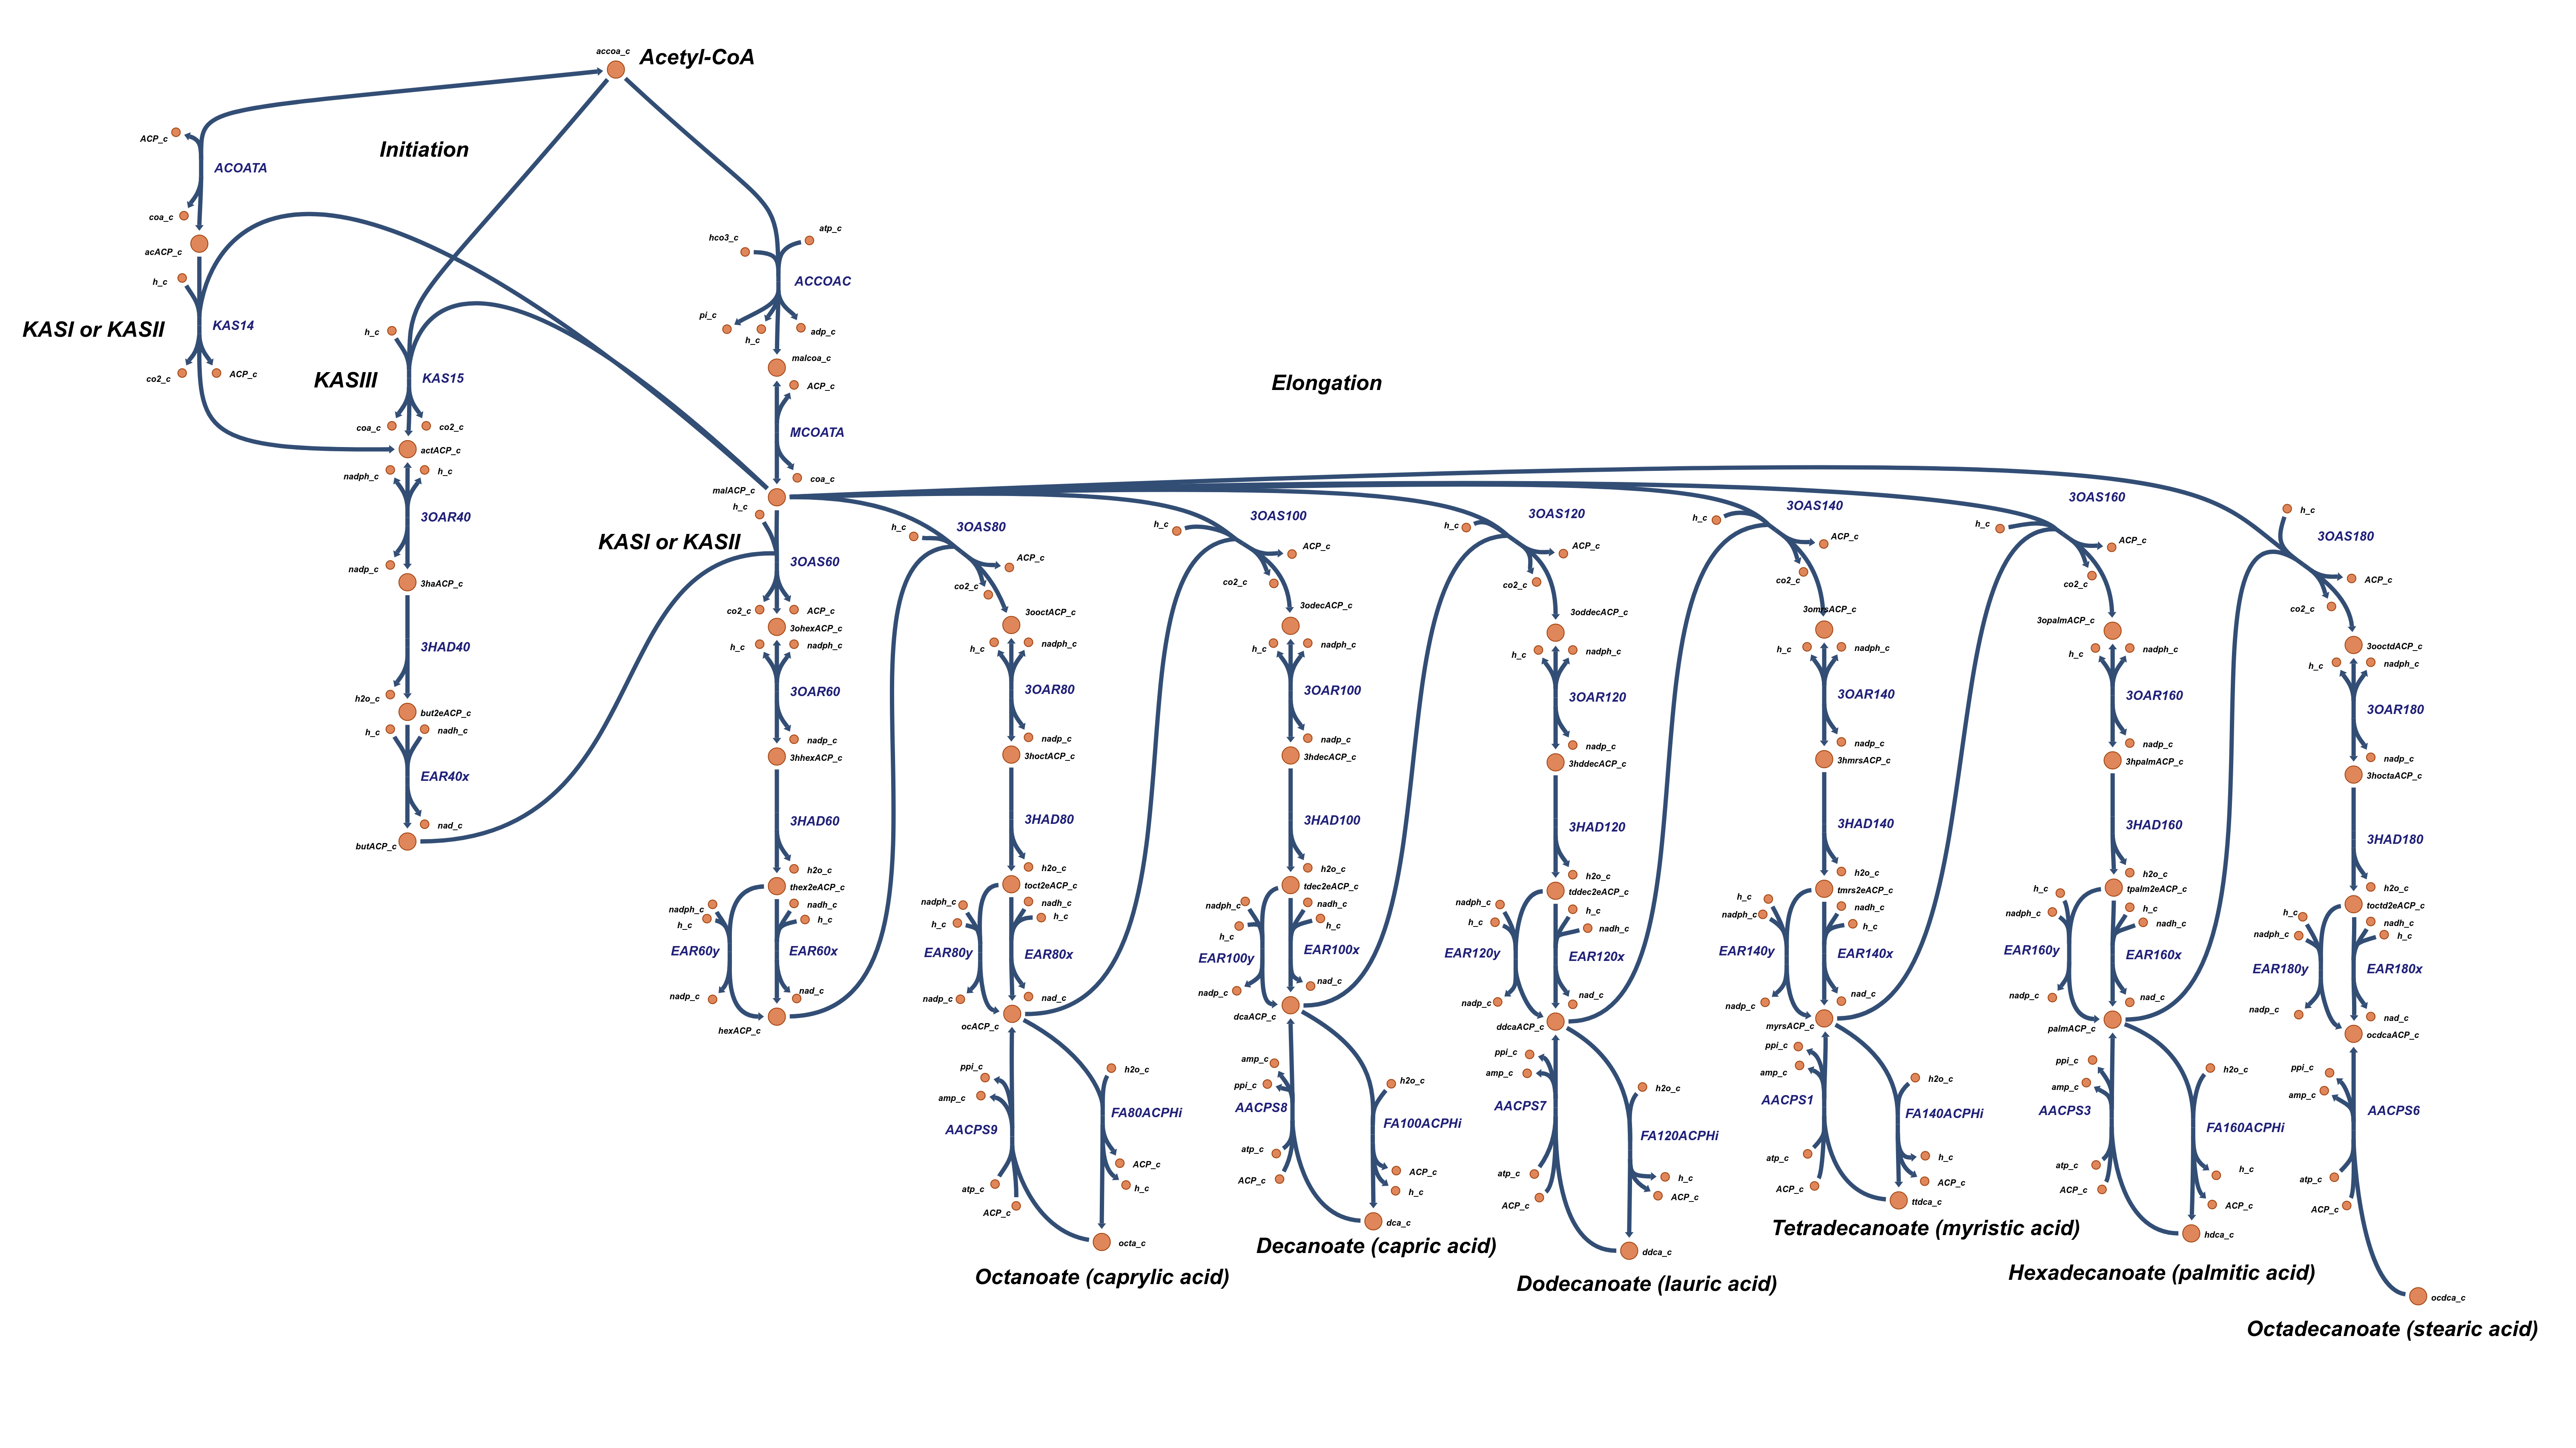 accoa_c
Acetyl-CoA
Initiation
ACP_c
ACOATA
coa_c
acACP_c
h_c
KASI or KASII
KAS14
co2_c
ACP_c
h_c
KASIII
KAS15
coa_c
co2_c
actACP_c
nadph_c
h_c
3OAR40
nadp_c
3haACP_c
3HAD40
h2o_c
but2eACP_c
h_c
nadh_c
EAR40x
nad_c
butACP_c
hco3_c
atp_c
ACCOAC
pi_c
h_c
adp_c
malcoa_c
ACP_c
MCOATA
coa_c
malACP_c
h_c
KASI or KASII
3OAS60
co2_c
ACP_c
3ohexACP_c
h_c
nadph_c
3OAR60
nadp_c
3hhexACP_c
3HAD60
h2o_c
thex2eACP_c
nadph_c
h_c
nadh_c
h_c
EAR60y
EAR60x
nadp_c
nad_c
hexACP_c
Elongation
h_c
3OAS80
ACP_c
co2_c
3ooctACP_c
h_c
nadph_c
3OAR80
nadp_c
3hoctACP_c
3HAD80
h2o_c
toct2eACP_c
nadph_c
h_c
nadh_c
h_c
EAR80y
EAR80x
nadp_c
nad_c
ocACP_c
ppi_c
amp_c
AACPS9
atp_c
ACP_c
h2o_c
FA80ACPHi
ACP_c
h_c
octa_c
Octanoate (caprylic acid)
h_c
3OAS100
ACP_c
co2_c
3odecACP_c
h_c
nadph_c
3OAR100
nadp_c
3hdecACP_c
3HAD100
h2o_c
tdec2eACP_c
nadph_c
h_c
nadh_c
h_c
EAR100y
EAR100x
nadp_c
nad_c
dcaACP_c
amp_c
ppi_c
AACPS8
atp_c
ACP_c
h2o_c
FA100ACPHi
ACP_c
h_c
dca_c
Decanoate (capric acid)
h_c
3OAS120
ACP_c
co2_c
3oddecACP_c
h_c
nadph_c
3OAR120
nadp_c
3hddecACP_c
3HAD120
h2o_c
tddec2eACP_c
nadph_c
h_c
h_c
nadh_c
EAR120y
EAR120x
nadp_c
nad_c
ddcaACP_c
ppi_c
amp_c
AACPS7
atp_c
ACP_c
h2o_c
FA120ACPHi
h_c
ACP_c
ddca_c
Dodecanoate (lauric acid)
h_c
3OAS140
ACP_c
co2_c
3omrsACP_c
h_c
nadph_c
3OAR140
nadp_c
3hmrsACP_c
3HAD140
h2o_c
tmrs2eACP_c
h_c
nadph_c
nadh_c
h_c
EAR140y
EAR140x
nadp_c
nad_c
myrsACP_c
ppi_c
amp_c
AACPS1
atp_c
ACP_c
h2o_c
FA140ACPHi
h_c
ACP_c
ttdca_c
Tetradecanoate (myristic acid)
h_c
3OAS160
ACP_c
co2_c
3opalmACP_c
h_c
nadph_c
3OAR160
nadp_c
3hpalmACP_c
3HAD160
h2o_c
tpalm2eACP_c
h_c
nadph_c
h_c
nadh_c
EAR160y
EAR160x
nadp_c
nad_c
palmACP_c
ppi_c
amp_c
AACPS3
atp_c
ACP_c
h2o_c
FA160ACPHi
h_c
ACP_c
hdca_c
Hexadecanoate (palmitic acid)
h_c
3OAS180
ACP_c
co2_c
3ooctdACP_c
h_c
nadph_c
3OAR180
nadp_c
3hoctaACP_c
3HAD180
h2o_c
toctd2eACP_c
h_c
nadph_c
nadh_c
h_c
EAR180y
EAR180x
nadp_c
nad_c
ocdcaACP_c
ppi_c
amp_c
AACPS6
atp_c
ACP_c
ocdca_c
Octadecanoate (stearic acid)